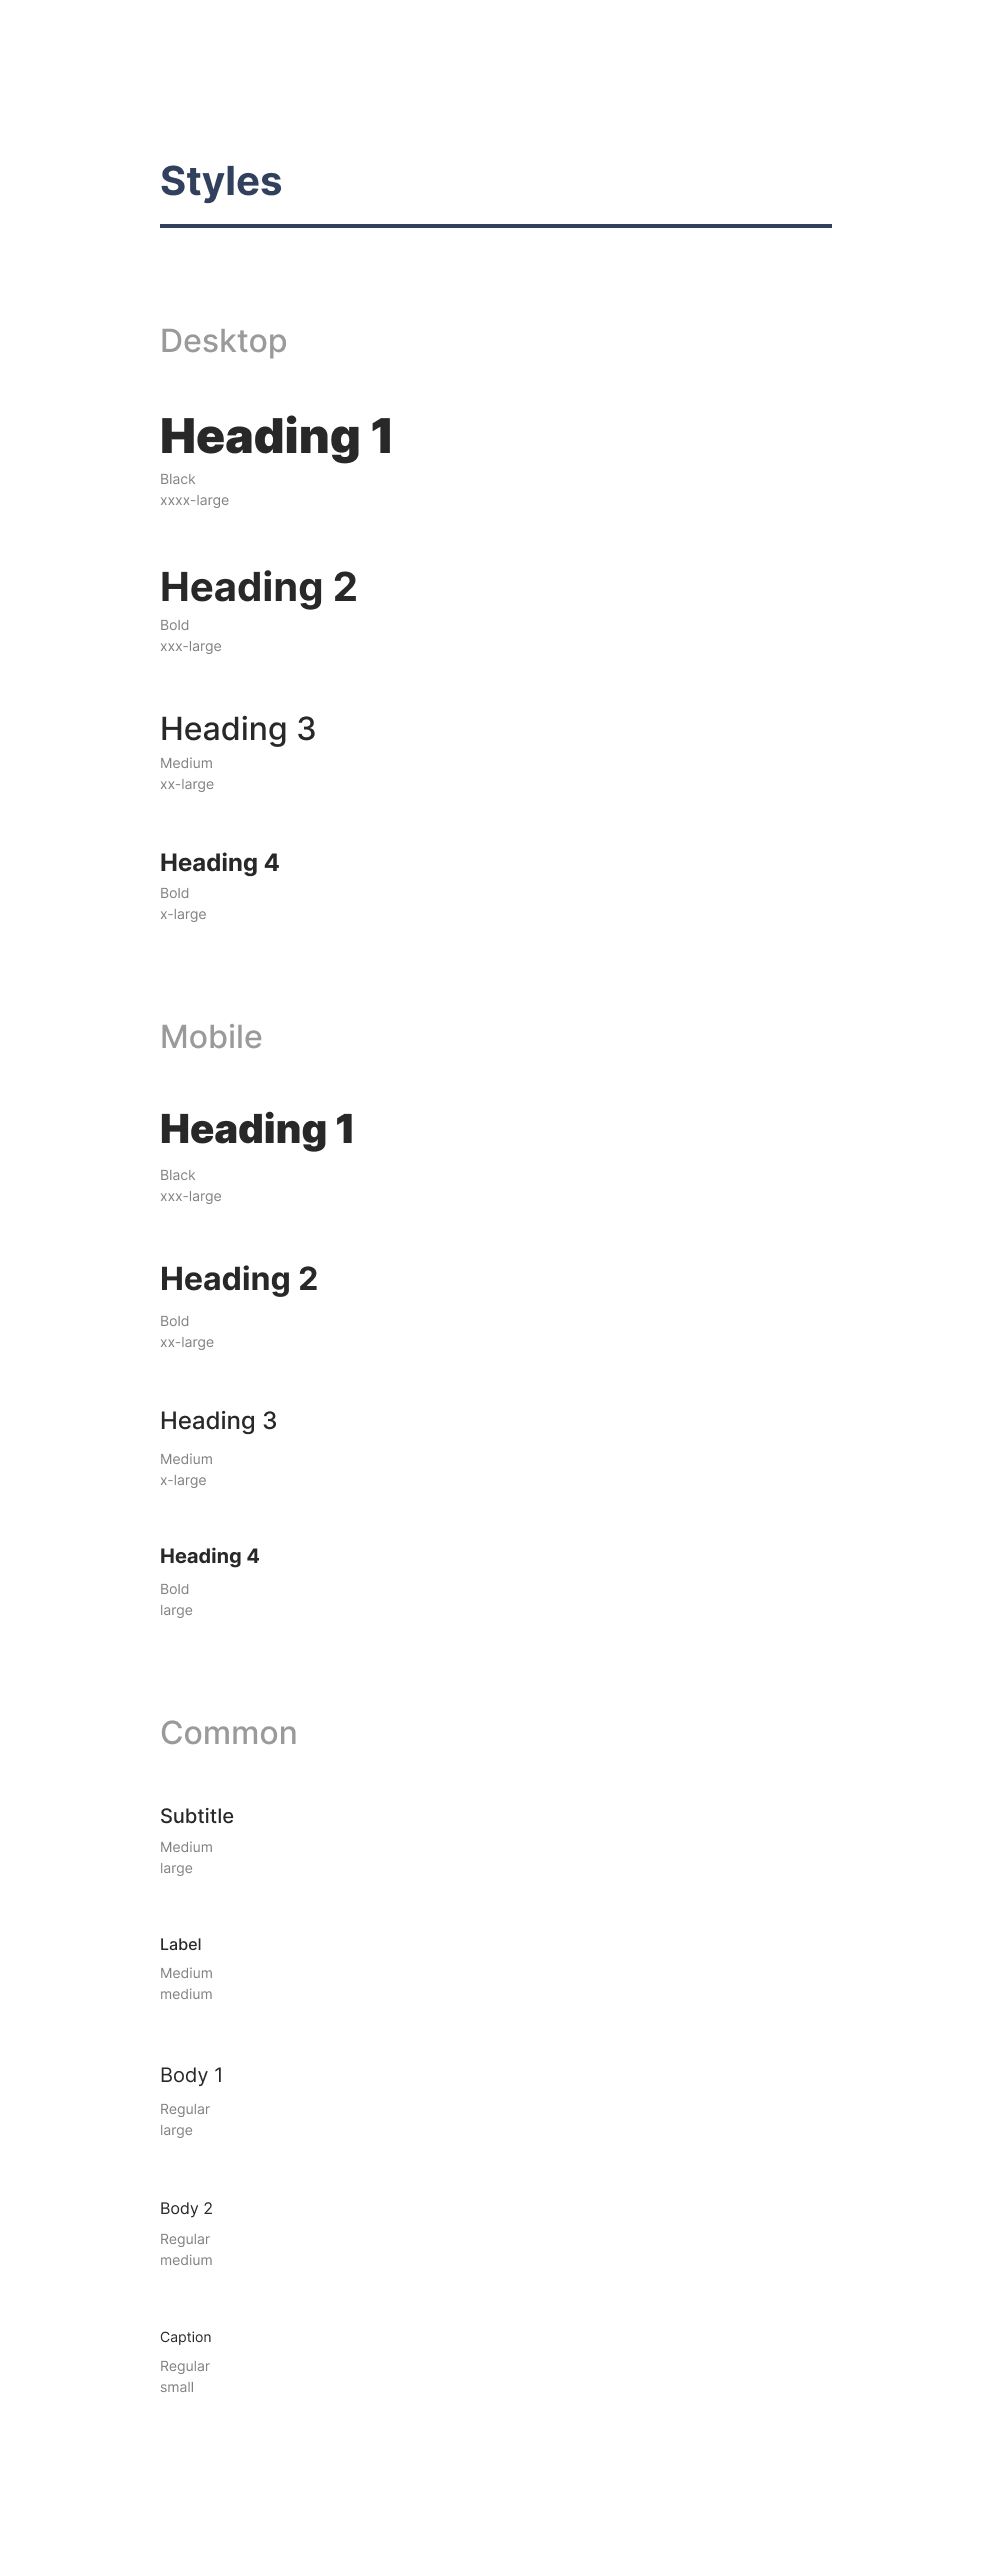 Styles
Desktop
Heading 1
Black
xxxx-large
Heading 2
Bold
xxx-large
Heading 3
Medium
xx-large
Heading 4
Bold
x-large
Mobile
Heading 1
Black
xxx-large
Heading 2
Bold
xx-large
Heading 3
Medium
x-large
Heading 4
Bold
large
Common
Subtitle
Medium
large
Label
Medium
medium
Body 1
Regular
large
Body 2
Regular
medium
Caption
Regular
small